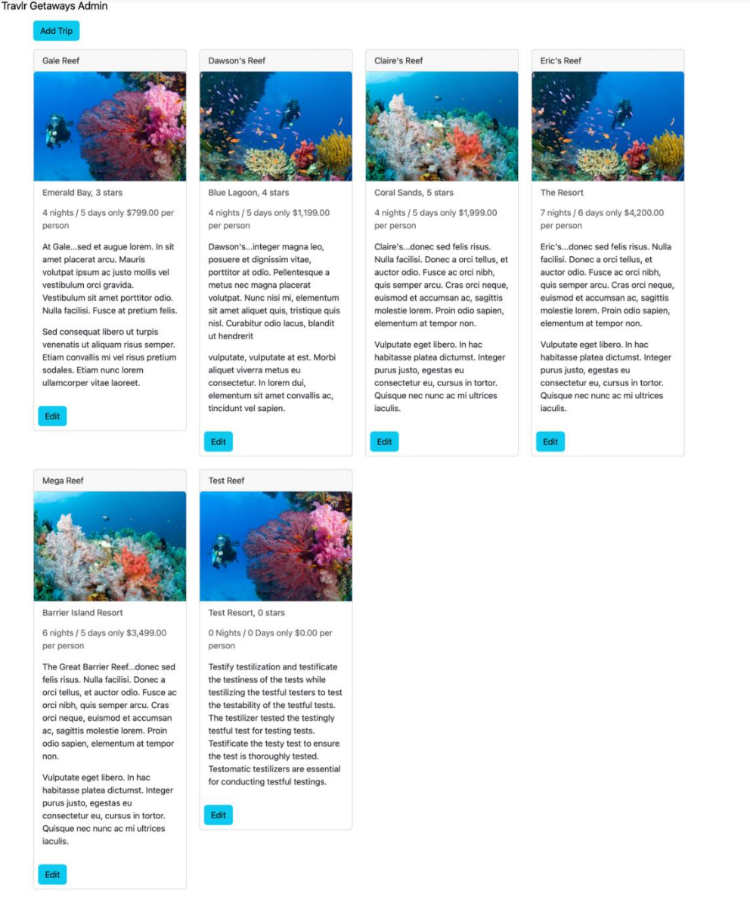 Travlr Getaways Admin
Add Trip
Gale Reef
Emerald Bay, 3 stars
4 nights / 5 days only $799.00 per
person
At Gale...sed et augue lorem. In sit
amet placerat arcu. Mauris
volutpat ipsum ac justo mollis vel
vestibulum orci gravida.
Vestibulum sit amet porttitor odio.
Nulla facilisi. Fusce at pretium felis.
Sed consequat libero ut turpis
venenatis ut aliquam risus semper.
Etiam convallis mi vel risus pretium
sodales. Etiam nunc lorem
ullamcorper vitae laoreet.
Edit
Dawson's Reef
Blue Lagoon, 4 stars
4 nights / 5 days only $1,199.00
per person
Dawson's...integer magna leo,
posuere et dignissim vitae,
porttitor at odio. Pellentesque a
metus nec magna placerat
volutpat. Nunc nisi mi, elementum
sit amet aliquet quis, tristique quis
nisl. Curabitur odio lacus, blandit
ut hendrerit
vulputate, vulputate at est. Morbi
aliquet viverra metus eu
consectetur. In lorem dui,
elementum sit amet convallis ac,
tincidunt vel sapien.
Edit
Claire's Reef
Coral Sands, 5 stars
4 nights / 5 days only $1,999.00
per person
Claire's...donec sed felis risus.
Nulla facilisi. Donec a orci tellus, et
auctor odio. Fusce ac orci nibh,
quis semper arcu. Cras orci neque,
euismod et accumsan ac, sagittis
molestie lorem. Proin odio sapien,
elementum at tempor non.
Vulputate eget libero. In hac
habitasse platea dictumst. Integer
purus justo, egestas eu
consectetur eu, cursus in tortor.
Quisque nec nunc ac mi ultrices
iaculis.
Edit
Eric's Reef
The Resort
7 nights / 6 days only $4,200.00
per person
Eric's...donec sed felis risus. Nulla
facilisi. Donec a orci tellus, et
auctor odio. Fusce ac orci nibh,
quis semper arcu. Cras orci neque,
euismod et accumsan ac, sagittis
molestie lorem. Proin odio sapien,
elementum at tempor non.
Vulputate eget libero. In hac
habitasse platea dictumst. Integer
purus justo, egestas eu
consectetur eu, cursus in tortor.
Quisque nec nunc ac mi ultrices
iaculis.
Edit
Mega Reef
Barrier Island Resort
6 nights / 5 days only $3,499.00
per person
The Great Barrier Reef...donec sed
felis risus. Nulla facilisi. Donec a
orci tellus, et auctor odio. Fusce ac
orci nibh, quis semper arcu. Cras
orci neque, euismod et accumsan
ac, sagittis molestie lorem. Proin
odio sapien, elementum at tempor
non.
Vulputate eget libero. In hac
habitasse platea dictumst. Integer
purus justo, egestas eu
consectetur eu, cursus in tortor.
Quisque nec nunc ac mi ultrices
iaculis.
Edit
Test Reef
Test Resort, 0 stars
0 Nights / 0 Days only $0.00 per
person
Testify testilization and testificate
the testiness of the tests while
testilizing the testful testers to test
the testability of the testful tests.
The testilizer tested the testingly
testful test for testing tests.
Testificate the testy test to ensure
the test is thoroughly tested.
Testomatic testilizers are essential
for conducting testful testings.
Edit